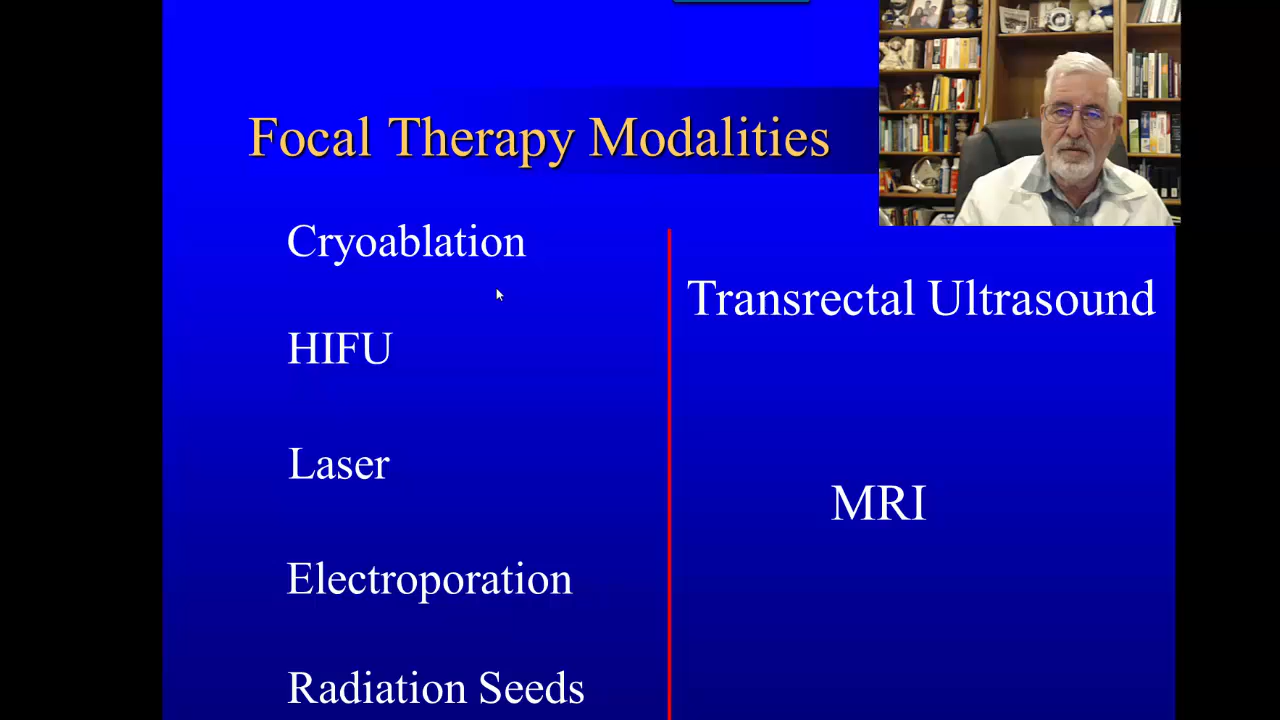 Focal Therapy Modalities
Cryoablation
HIFU
Laser
Electroporation
Radiation Seeds
Transrectal Ultrasound
MRI